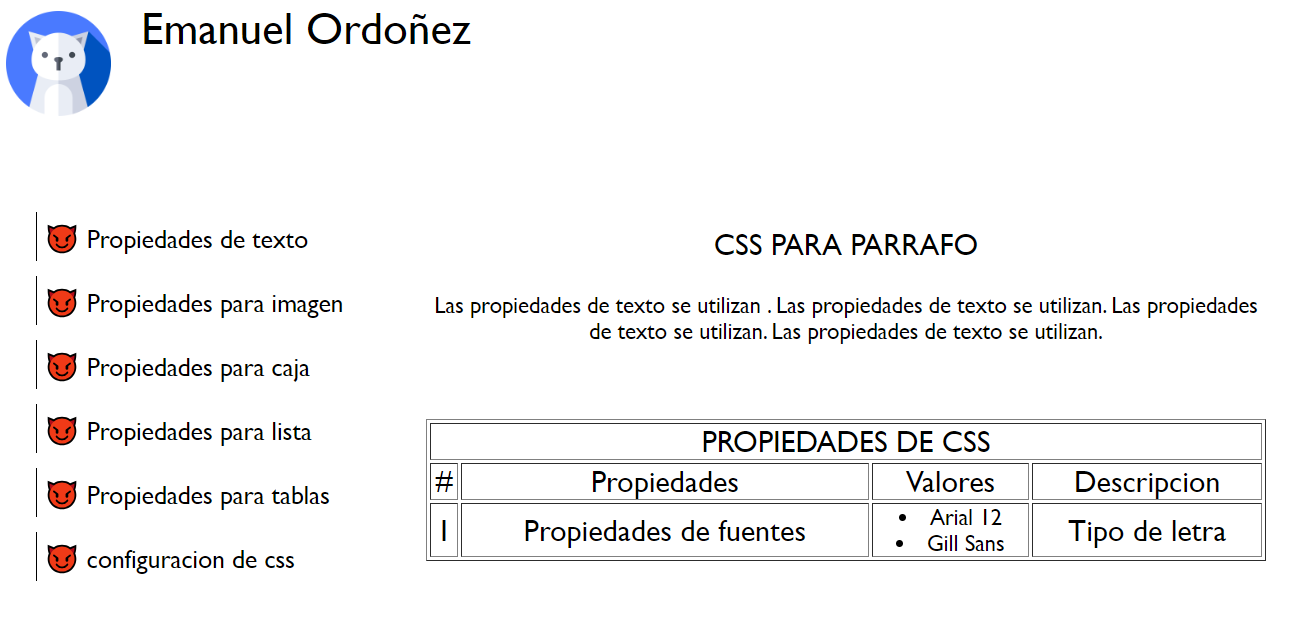 Emanuel Ordoñez
Propiedades de texto
Propiedades para imagen
Propiedades para caja
Propiedades para lista
Propiedades para tablas
configuracion de css
CSS PARA PARRAFO
Las propiedades de texto se utilizan . Las propiedades de texto se utilizan. Las propiedades
de texto se utilizan. Las propiedades de texto se utilizan.
PROPIEDADES DE CSS
# Propiedades Valores Descripcion
1 Propiedades de fuentes • Arial 12 Tipo de letra
• Gill Sans